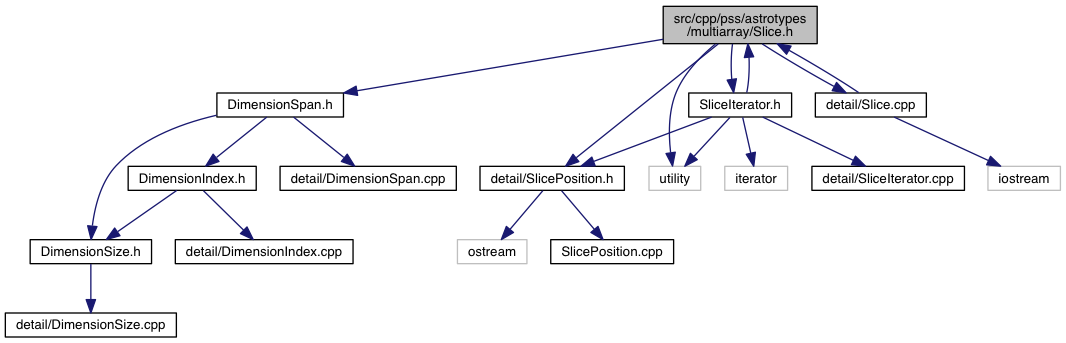 src/cpp/pss/astrotypes
/multiarray/Slice.h
DimensionSpan.h
SliceIterator.h
detail/Slice.cpp
DimensionIndex.h
detail/DimensionSpan.cpp
detail/SlicePosition.h
utility
iterator
detail/SliceIterator.cpp
iostream
DimensionSize.h
detail/DimensionIndex.cpp
ostream
SlicePosition.cpp
detail/DimensionSize.cpp